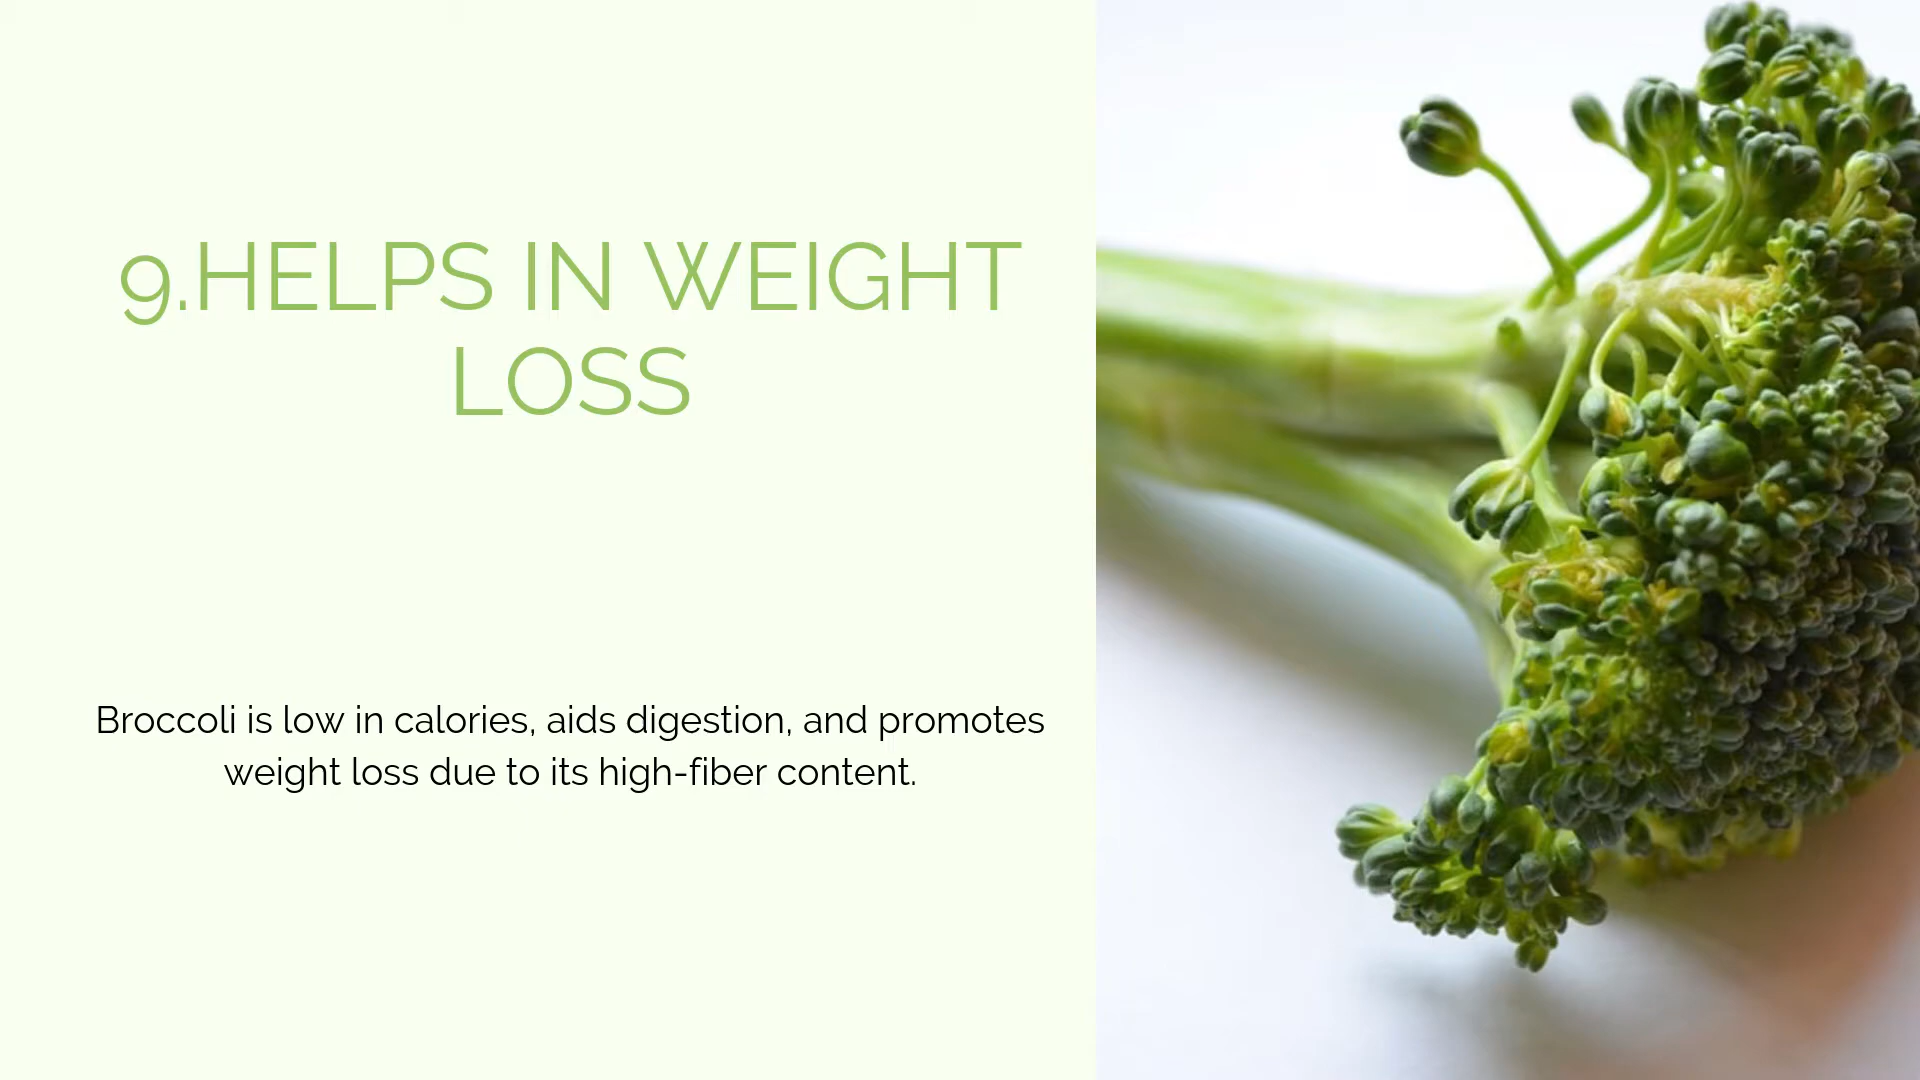 9.HELPS IN WEIGHT
LOSS
Broccoli is low in calories, aids digestion, and promotes
weight loss due to its high-fiber content.